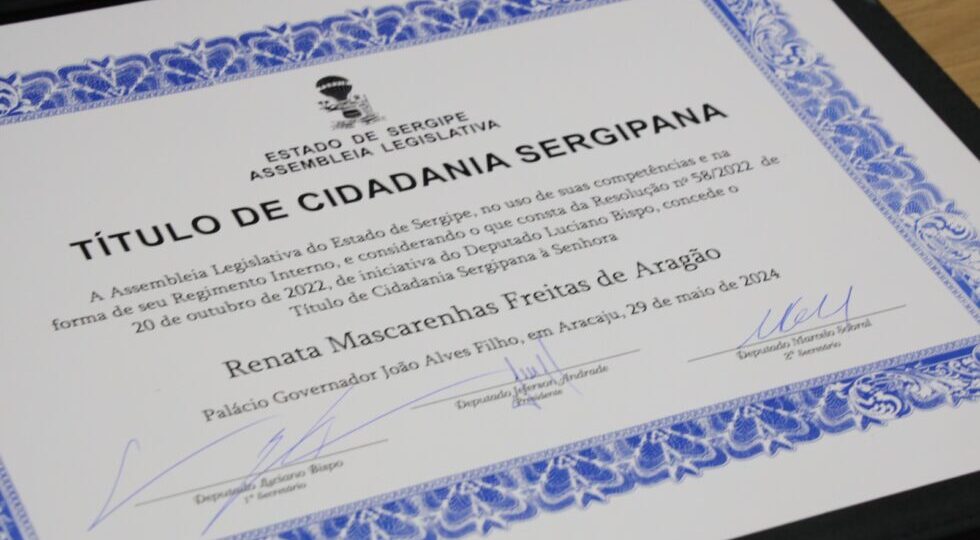 ESTADO DE SERGIPE
ASSEMBLEIA LEGISLATIVA
TÍTULO DE CIDADANIA SERGIPANA
A Assembleia Legislativa do Estado de Sergipe, no uso de suas competências e na
forma de seu Regimento Interno, e considerando o que consta da Resolução nº 58/2022 de
20 de outubro de 2022, de iniciativa do Deputado Luciano Bispo, concede o
Título de Cidadania Sergipana à Senhora
Renata Mascarenhas Freitas de Aragão
Palácio Governador João Alves Filho, em Aracaju, 29 de maio de 2024
Deputado Luciano Bispo
1º Secretário
Deputado Jeferson Andrade
Presidente
Deputado Marcelo Sobral
2º Secretário